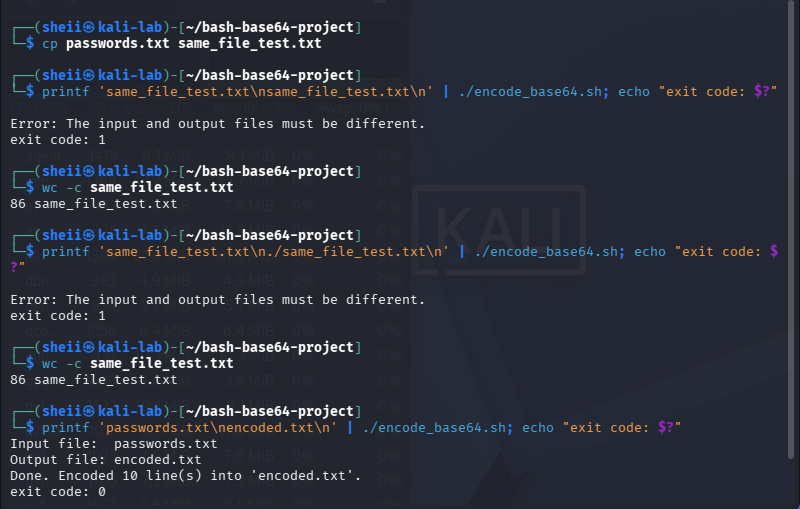 ┌──(sheii㉿kali-lab)-[~/bash-base64-project]
└─$ cp passwords.txt same_file_test.txt
┌──(sheii㉿kali-lab)-[~/bash-base64-project]
└─$ printf 'same_file_test.txt\nsame_file_test.txt\n' | ./encode_base64.sh; echo "exit code: $?"
Error: The input and output files must be different.
exit code: 1
┌──(sheii㉿kali-lab)-[~/bash-base64-project]
└─$ wc -c same_file_test.txt
86 same_file_test.txt
┌──(sheii㉿kali-lab)-[~/bash-base64-project]
└─$ printf 'same_file_test.txt\n./same_file_test.txt\n' | ./encode_base64.sh; echo "exit code: $
?"
Error: The input and output files must be different.
exit code: 1
┌──(sheii㉿kali-lab)-[~/bash-base64-project]
└─$ wc -c same_file_test.txt
86 same_file_test.txt
┌──(sheii㉿kali-lab)-[~/bash-base64-project]
└─$ printf 'passwords.txt\nencoded.txt\n' | ./encode_base64.sh; echo "exit code: $?"
Input file:  passwords.txt
Output file: encoded.txt
Done. Encoded 10 line(s) into 'encoded.txt'.
exit code: 0
KALI